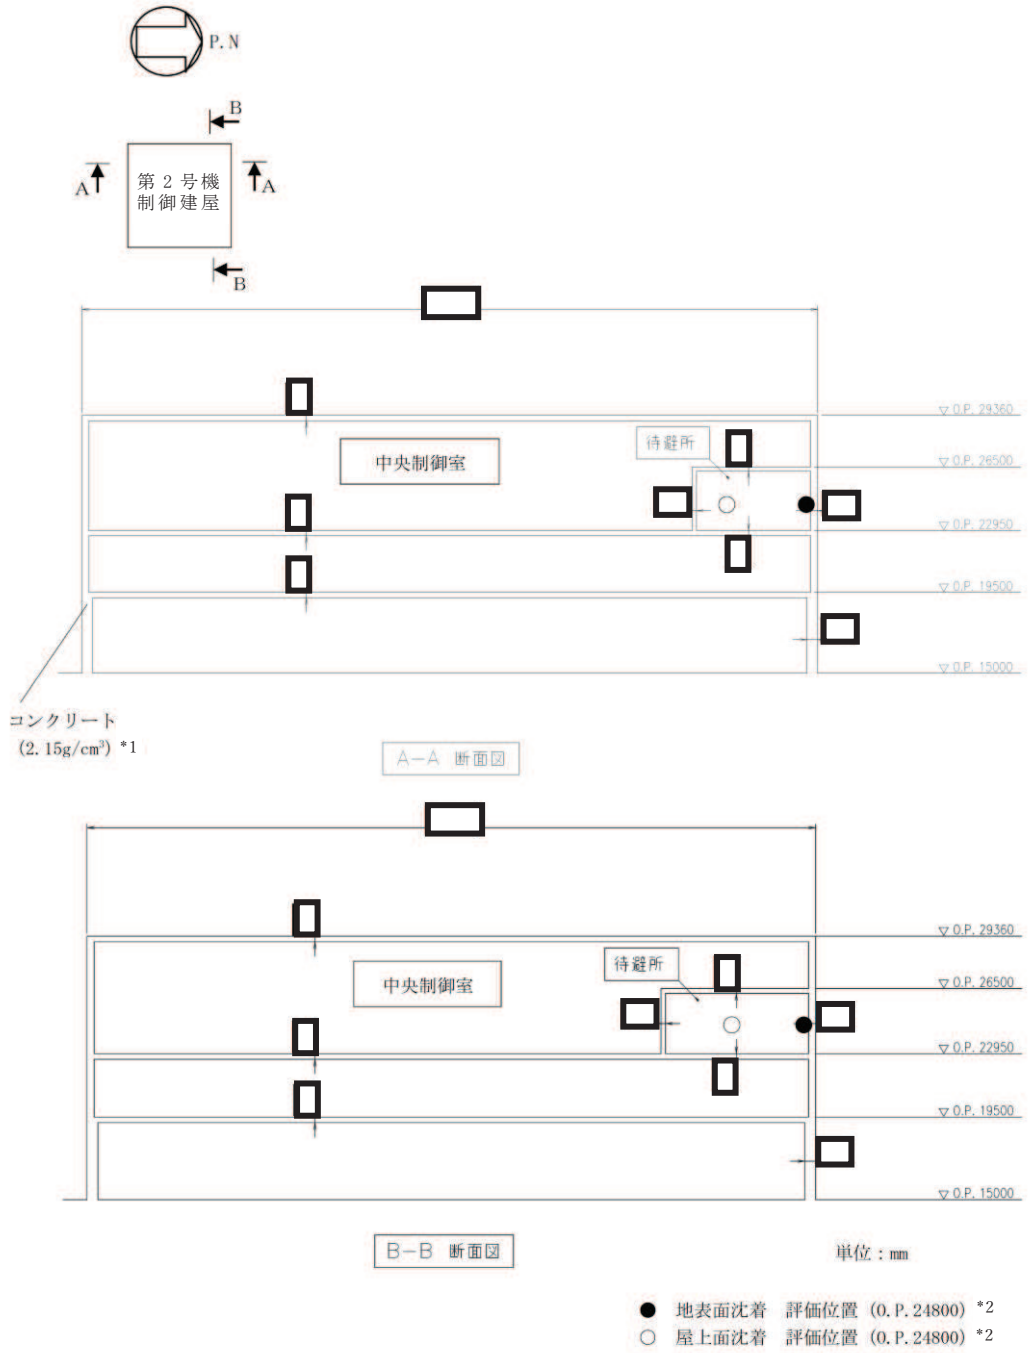 P.N
B
A
第2号機
制御建屋
A
B
▽ O.P. 29360
待避所
中央制御室
▽ O.P. 26500
▽ O.P. 22950
▽ O.P. 19500
▽ O.P. 15000
コンクリート
(2.15g/cm³) *1
A-A 断面図
▽ O.P. 29360
待避所
中央制御室
▽ O.P. 26500
▽ O.P. 22950
▽ O.P. 19500
▽ O.P. 15000
B-B 断面図
単位:mm
● 地表面沈着 評価位置 (O.P.24800) *2
○ 屋上面沈着 評価位置 (O.P.24800) *2